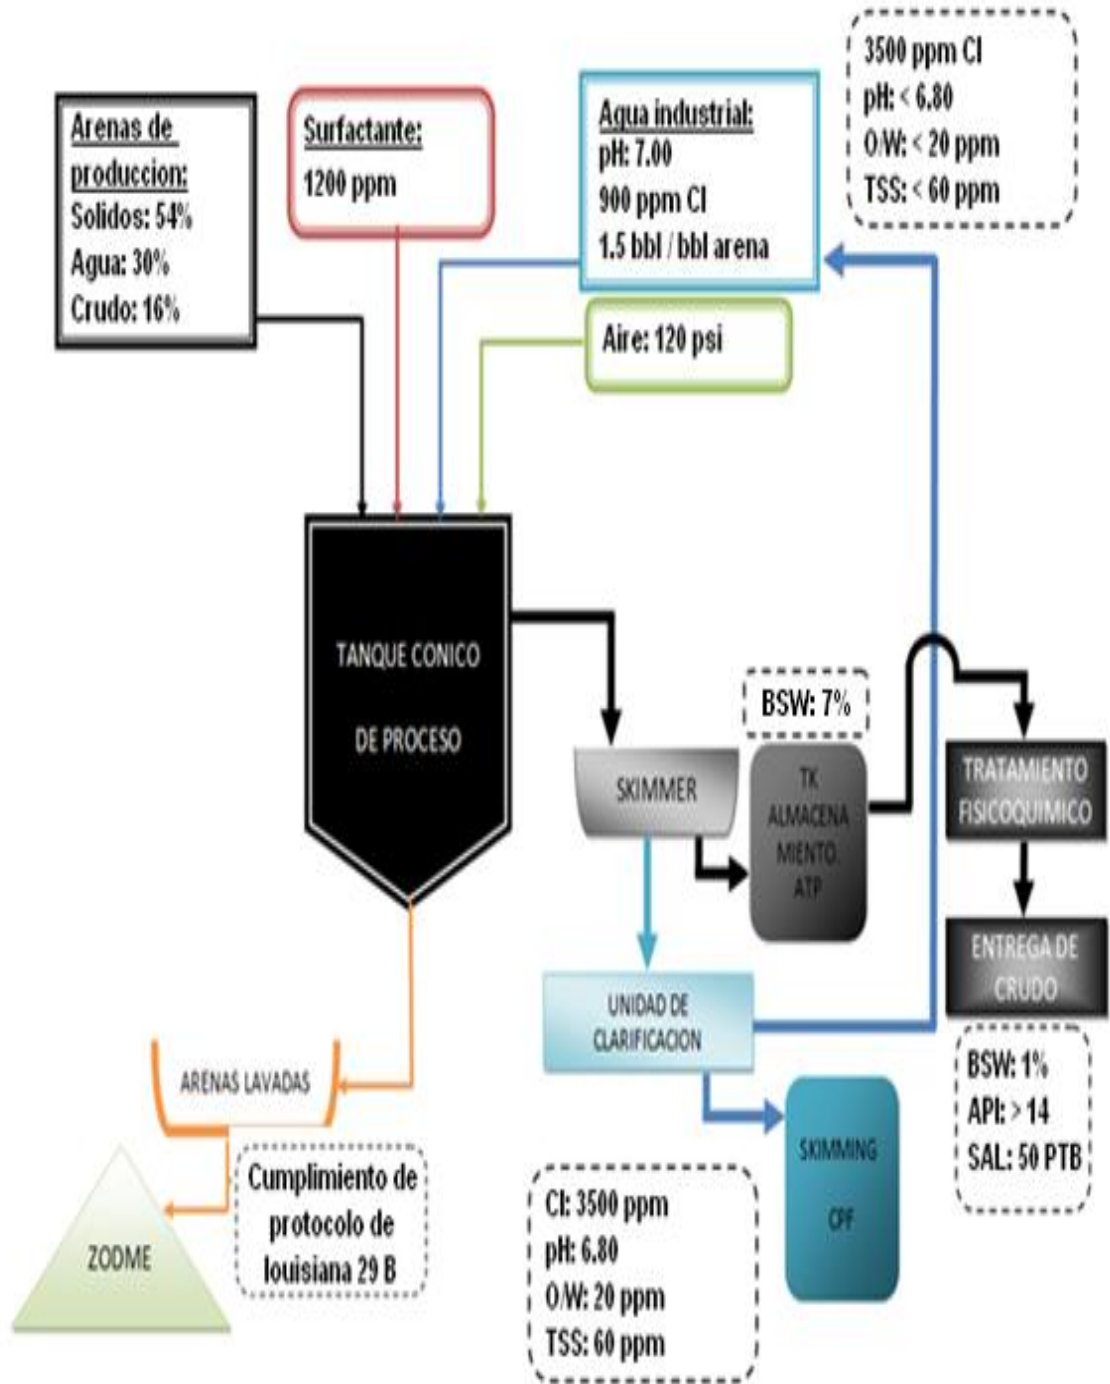 Arenas de
produccion:
Solidos: 54%
Agua: 30%
Crudo: 16%
Surfactante:
1200 ppm
Agua industrial:
pH: 7.00
900 ppm Cl
1.5 bbl / bbl arena
3500 ppm Cl
pH: < 6.80
O/W: < 20 ppm
TSS: < 60 ppm
Aire: 120 psi
TANQUE CONICO
DE PROCESO
SKIMMER
BSW: 7%
TK
ALMACENA
MIENTO.
ATP
TRATAMIENTO
FISICOQUIMICO
ENTREGA DE
CRUDO
BSW: 1%
API: > 14
SAL: 50 PTB
UNIDAD DE
CLARIFICACION
SKIMMING
CPF
Cl: 3500 ppm
pH: 6.80
O/W: 20 ppm
TSS: 60 ppm
ARENAS LAVADAS
Cumplimiento de
protocolo de
louisiana 29 B
ZODME